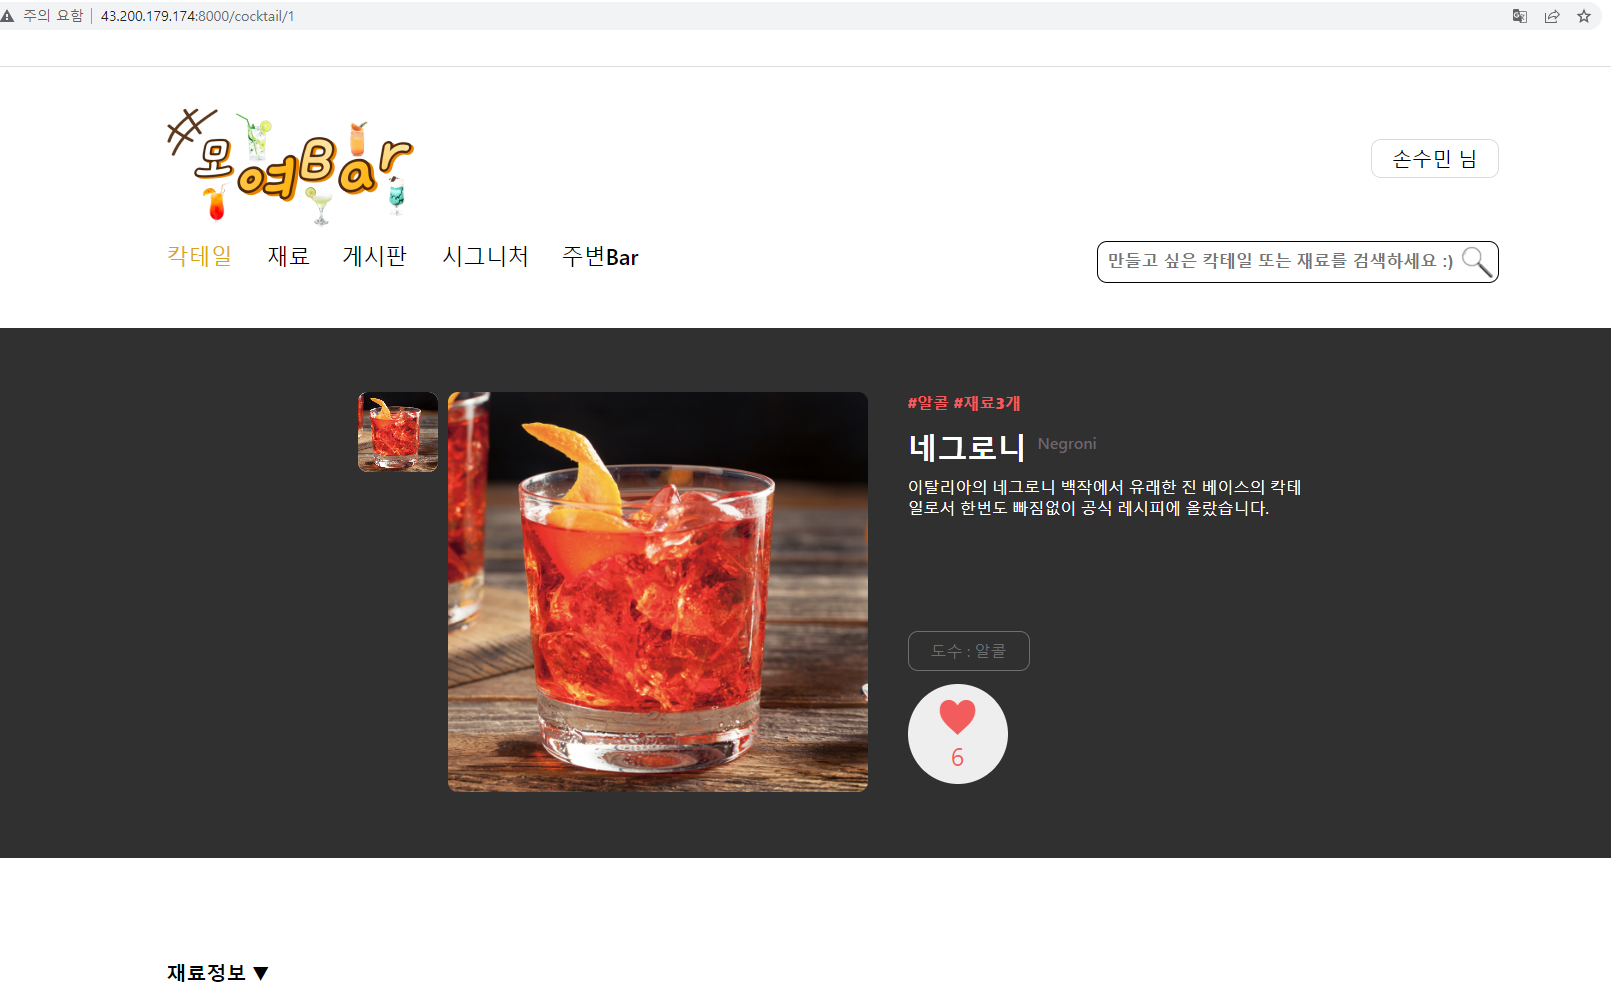 주의 요함 | 43.200.179.174:8000/cocktail/1
#모여Bar
손수민 님
칵테일 재료 게시판 시그니처 주변Bar
만들고 싶은 칵테일 또는 재료를 검색하세요 :)
#알콜 #재료3개
네그로니 Negroni
이탈리아의 네그로니 백작에서 유래한 진 베이스의 칵테
일로서 한번도 빠짐없이 공식 레시피에 올랐습니다.
도수 : 알콜
6
재료정보 ▼